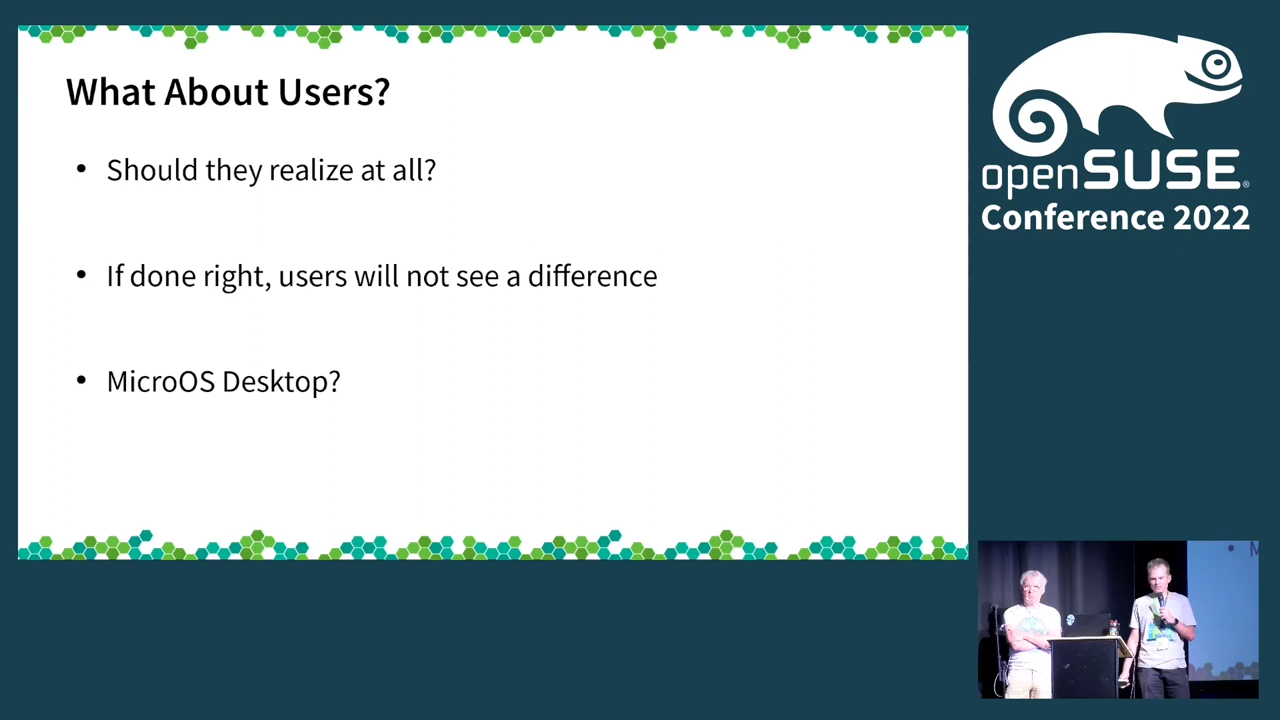 What About Users?
• Should they realize at all?
• If done right, users will not see a difference
• MicroOS Desktop?
openSUSE®
Conference 2022
• M